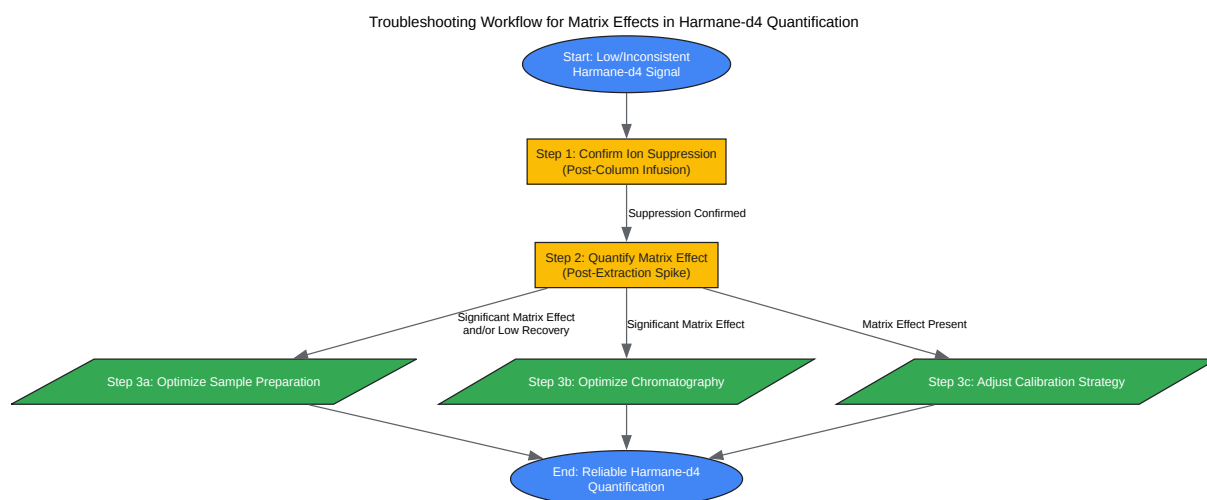 Troubleshooting Workflow for Matrix Effects in Harmane-d4 Quantification
Start: Low/Inconsistent
Harmane-d4 Signal
Step 1: Confirm Ion Suppression
(Post-Column Infusion)
Suppression Confirmed
Step 2: Quantify Matrix Effect
(Post-Extraction Spike)
Significant Matrix Effect
and/or Low Recovery
Significant Matrix Effect
Matrix Effect Present
Step 3a: Optimize Sample Preparation
Step 3b: Optimize Chromatography
Step 3c: Adjust Calibration Strategy
End: Reliable Harmane-d4
Quantification